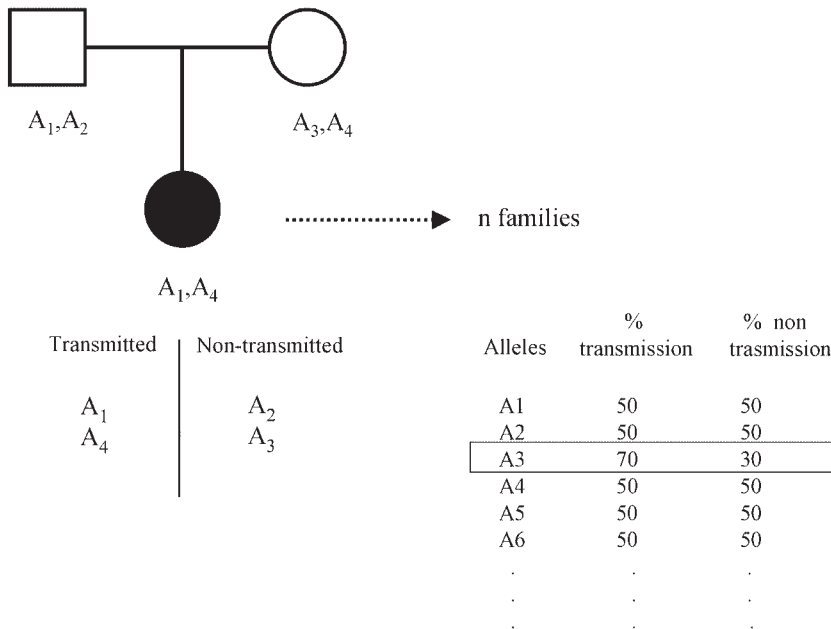 A1,A2
A3,A4
n families
A1,A4
Transmitted Non-transmitted
A1 A2
A4 A3
% % non
Alleles transmission trasmission
A1 50 50
A2 50 50
A3 70 30
A4 50 50
A5 50 50
A6 50 50
. . .
. . .
. . .